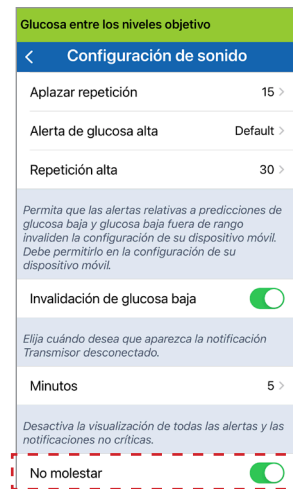 Glucosa entre los niveles objetivo
< Configuración de sonido
Aplazar repetición 15 >
Alerta de glucosa alta Default >
Repetición alta 30 >
Permita que las alertas relativas a predicciones de
glucosa baja y glucosa baja fuera de rango
invaliden la configuración de su dispositivo móvil.
Debe permitirlo en la configuración de su
dispositivo móvil.
Invalidación de glucosa baja
Elija cuándo desea que aparezca la notificación
Transmisor desconectado.
Minutos 5 >
Desactiva la visualización de todas las alertas y las
notificaciones no críticas.
No molestar